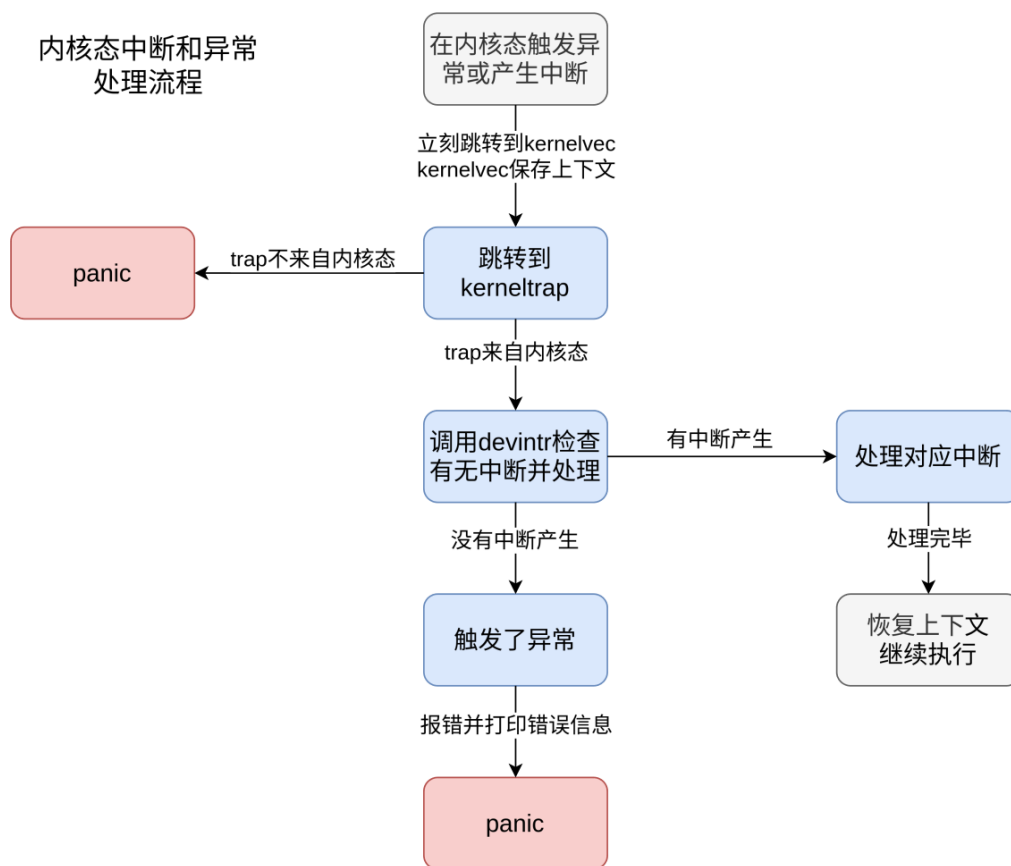 内核态中断和异常
处理流程
在内核态触发异
常或产生中断
立刻跳转到kernelvec
kernelvec保存上下文
panic
trap不来自内核态
跳转到
kerneltrap
trap来自内核态
调用devintr检查
有无中断并处理
有中断产生
处理对应中断
没有中断产生
处理完毕
触发了异常
恢复上下文
继续执行
报错并打印错误信息
panic